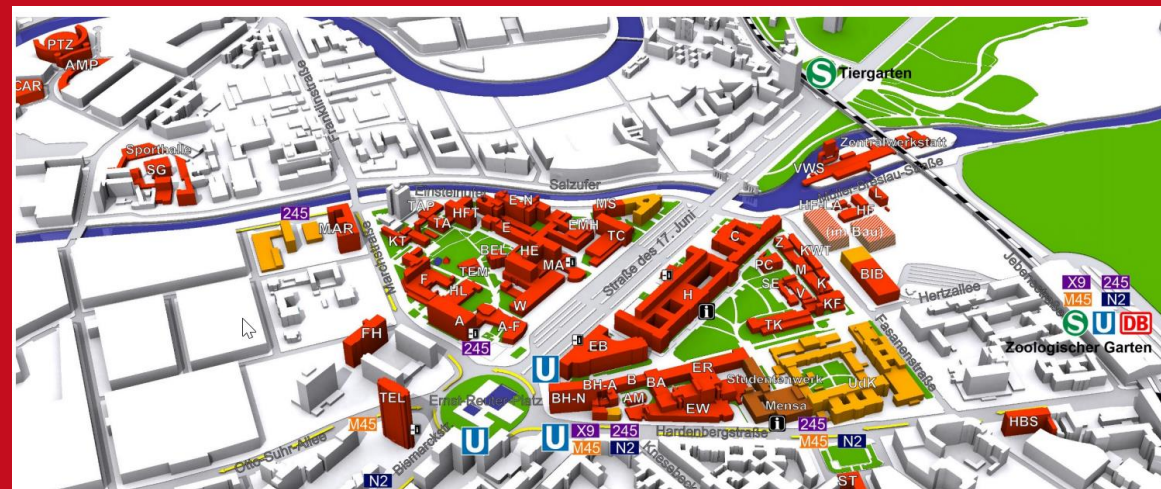 PTZ
AMP
CAR
Sporthalle
SG
Franklinstraße
S Tiergarten
Zentralwerkstatt
VWS
Müller-Breslau-Straße
Salzufer
Einsteinufer
245
MAR
Marchstraße
TAP
HFT
E-N
TA
E
KT
BEL
HE
EMH
MS
TC
MA
TEM
F
HL
W
A
A-F
245
Straße des 17. Juni
C
Z
KWT
PC
M
SE
K
V
KF
H
i
TK
L
HF
(im Bau)
BIB
Hertzallee
Fasanenstraße
X9 245
M45 N2
S U DB
Zoologischer Garten
FH
TEL
M45
Ernst-Reuter-Platz
U
U
U
EB
BH-A
BH-N
B
AM
BA
ER
EW
Studentenwerk
Mensa
UdK
i
Hardenbergstraße
X9 245
M45 N2
245
M45 N2
HBS
ST
Otto-Suhr-Allee
Bismarckstr.
N2